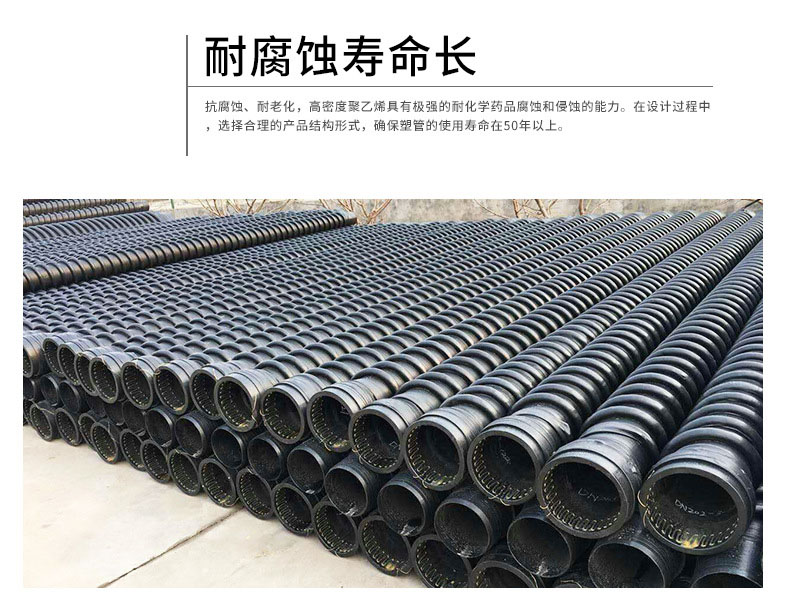 耐腐蚀寿命长
抗腐蚀、耐老化，高密度聚乙烯具有极强的耐化学药品腐蚀和侵蚀的能力。在设计过程中
，选择合理的产品结构形式，确保塑管的使用寿命在50年以上。